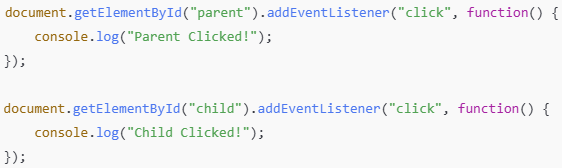 document.getElementById("parent").addEventListener("click", function() {
    console.log("Parent Clicked!");
});

document.getElementById("child").addEventListener("click", function() {
    console.log("Child Clicked!");
});